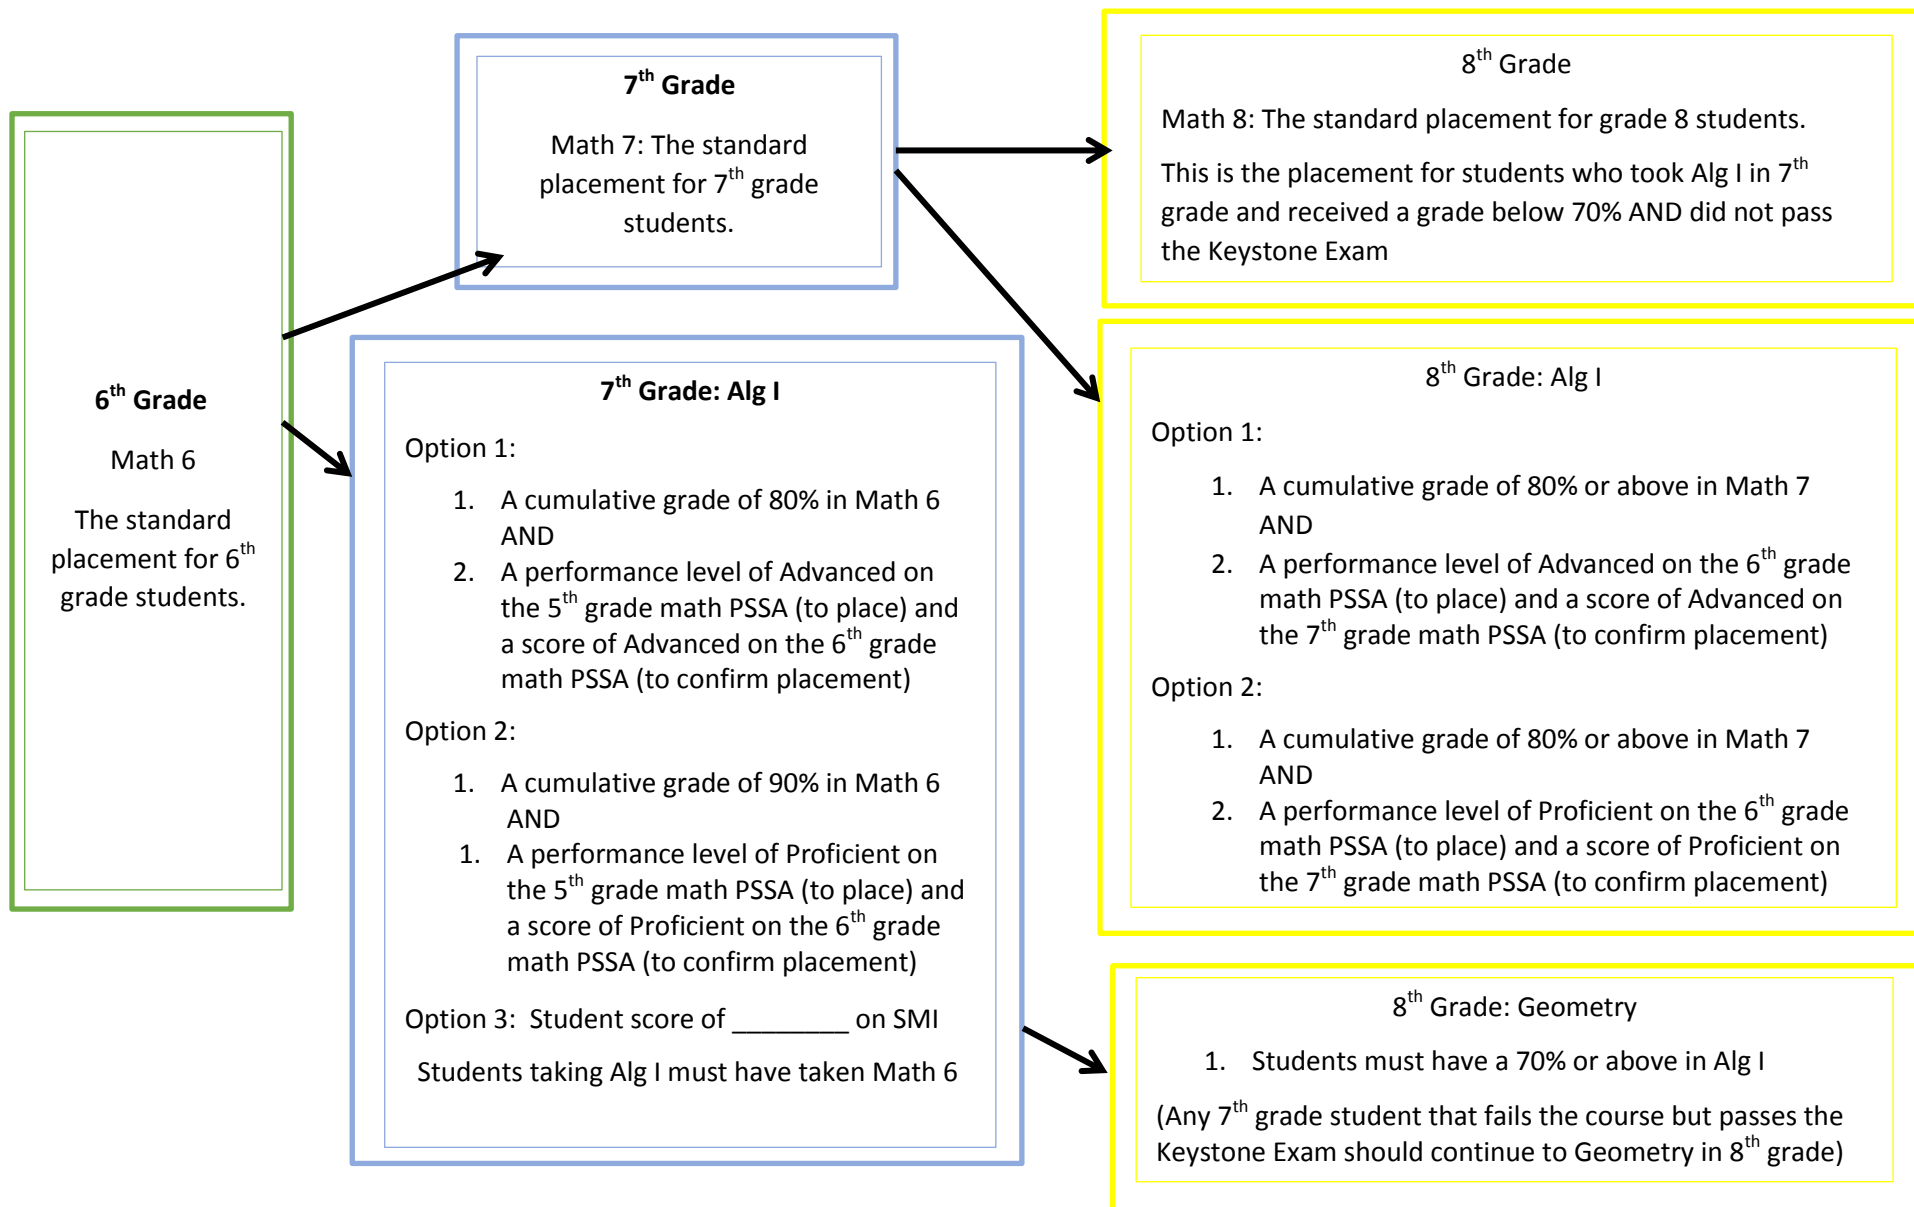 6th Grade
Math 6
The standard
placement for 6th
grade students.
7th Grade
Math 7: The standard
placement for 7th grade
students.
7th Grade: Alg I
Option 1:
1. A cumulative grade of 80% in Math 6
AND
2. A performance level of Advanced on
the 5th grade math PSSA (to place) and
a score of Advanced on the 6th grade
math PSSA (to confirm placement)
Option 2:
1. A cumulative grade of 90% in Math 6
AND
1. A performance level of Proficient on
the 5th grade math PSSA (to place) and
a score of Proficient on the 6th grade
math PSSA (to confirm placement)
Option 3: Student score of ________ on SMI
Students taking Alg I must have taken Math 6
8th Grade
Math 8: The standard placement for grade 8 students.
This is the placement for students who took Alg I in 7th
grade and received a grade below 70% AND did not pass
the Keystone Exam
8th Grade: Alg I
Option 1:
1. A cumulative grade of 80% or above in Math 7
AND
2. A performance level of Advanced on the 6th grade
math PSSA (to place) and a score of Advanced on
the 7th grade math PSSA (to confirm placement)
Option 2:
1. A cumulative grade of 80% or above in Math 7
AND
2. A performance level of Proficient on the 6th grade
math PSSA (to place) and a score of Proficient on
the 7th grade math PSSA (to confirm placement)
8th Grade: Geometry
1. Students must have a 70% or above in Alg I
(Any 7th grade student that fails the course but passes the
Keystone Exam should continue to Geometry in 8th grade)